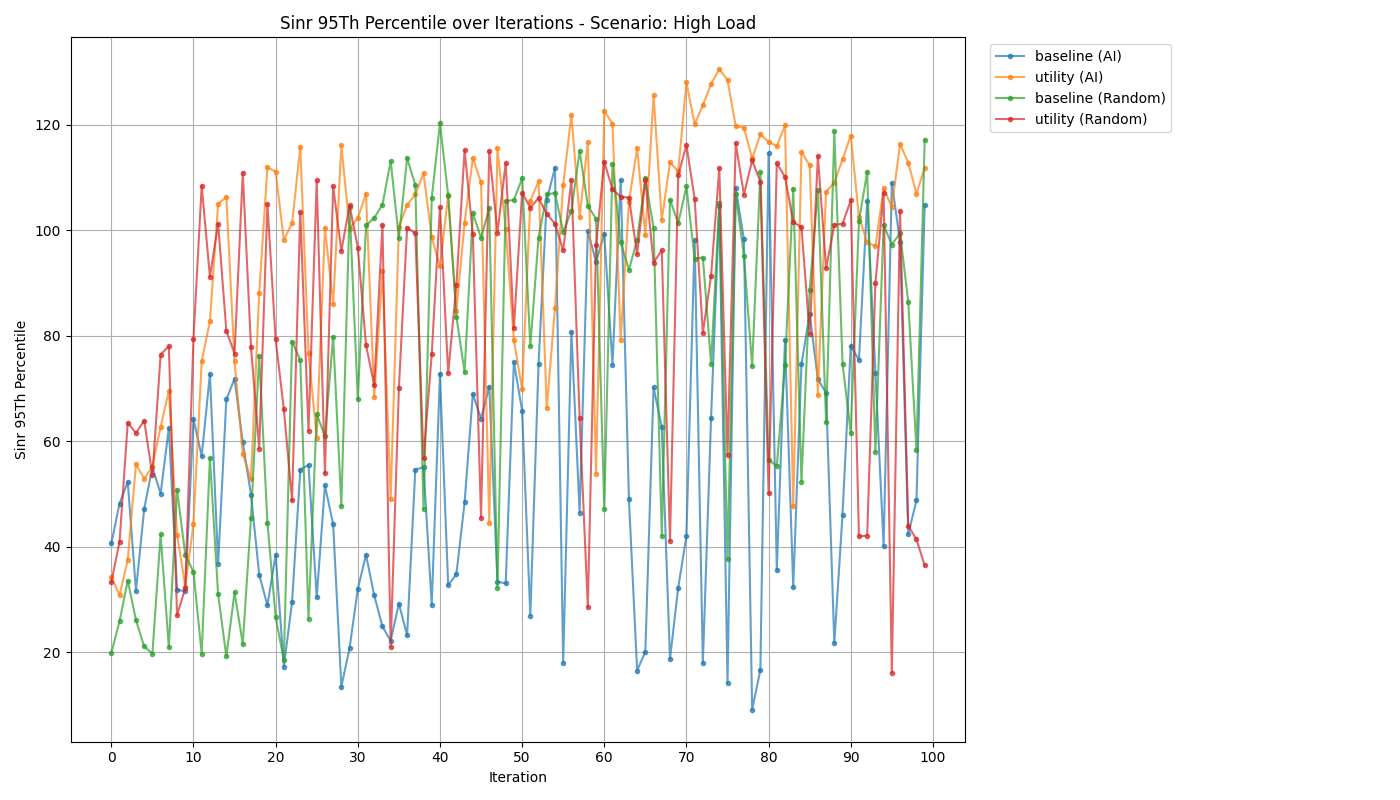 Sinr 95Th Percentile over Iterations - Scenario: High Load
baseline (AI)
utility (AI)
baseline (Random)
utility (Random)
Sinr 95Th Percentile
120
100
80
60
40
20
0 10 20 30 40 50 60 70 80 90 100
Iteration